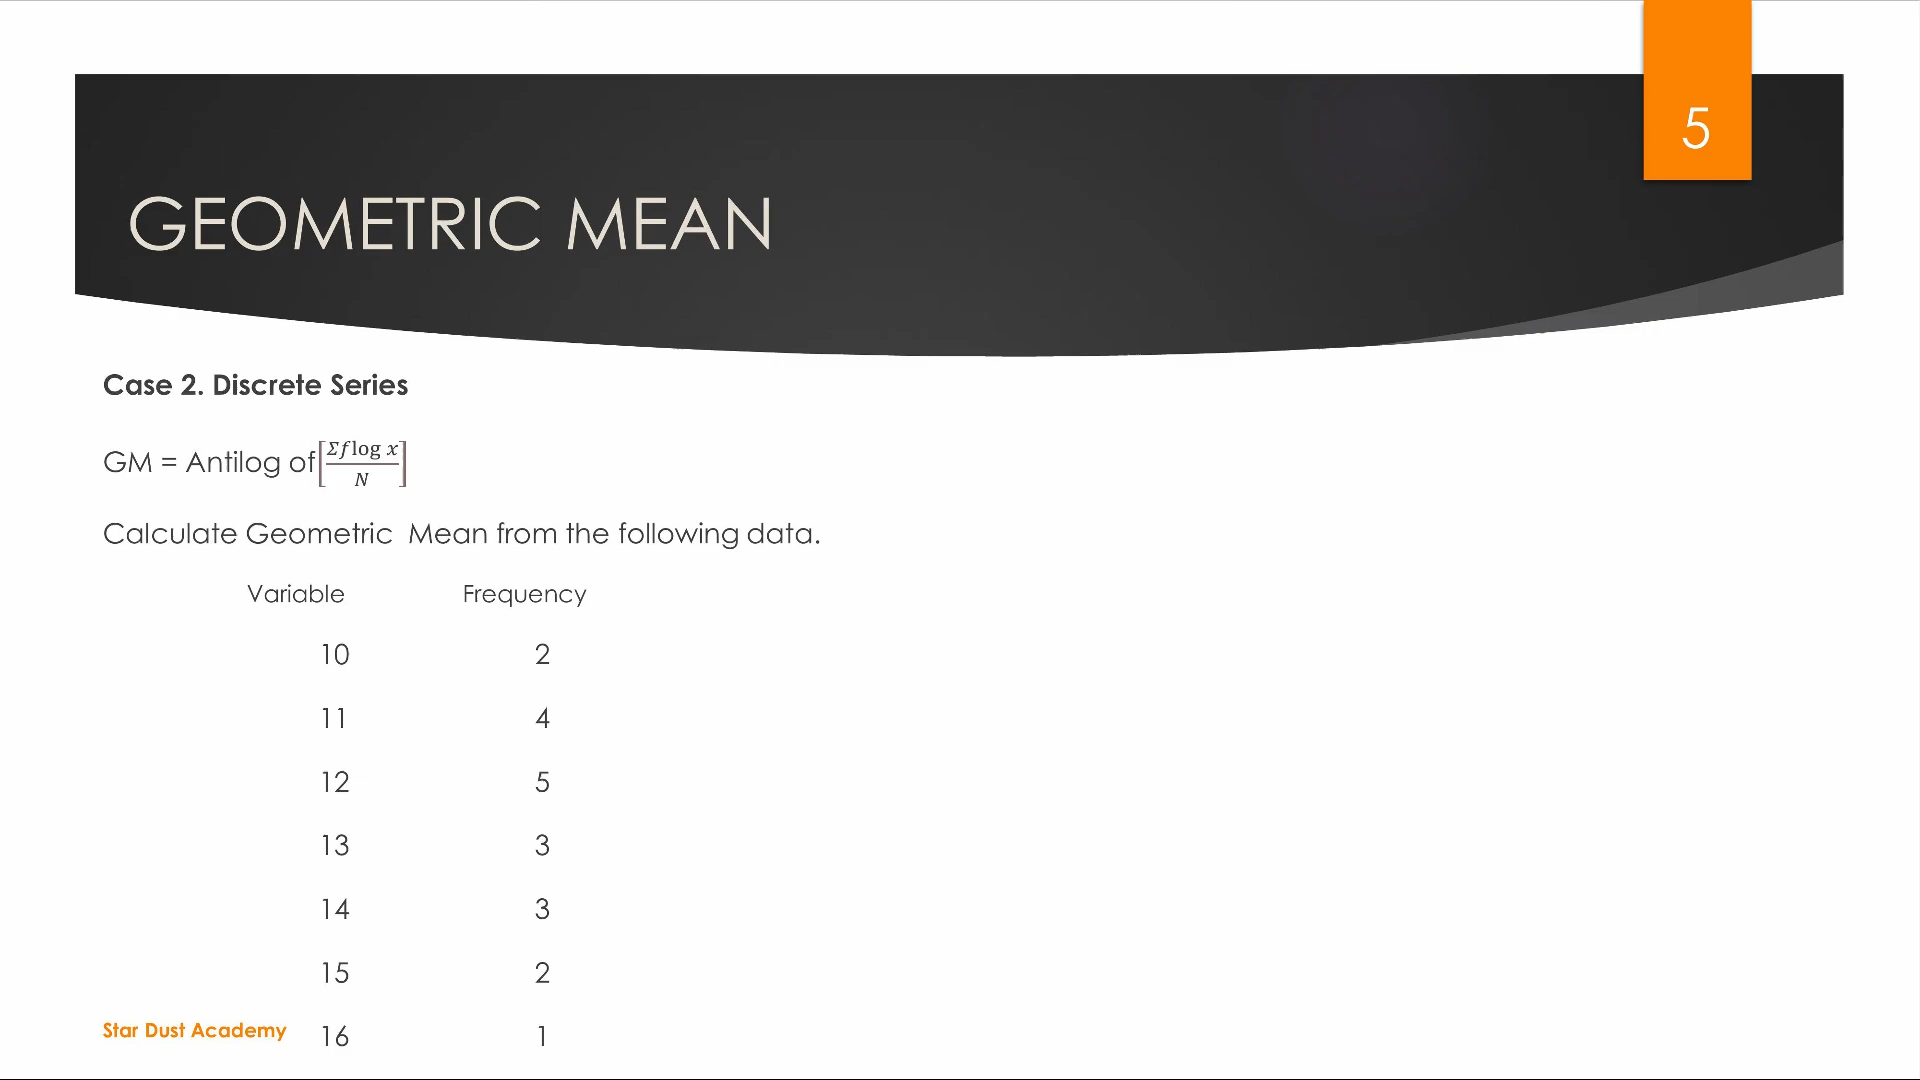 5
GEOMETRIC MEAN
Case 2. Discrete Series
GM = Antilog of [Σf log x / N]
Calculate Geometric Mean from the following data.
Variable Frequency
10 2
11 4
12 5
13 3
14 3
15 2
16 1
Star Dust Academy